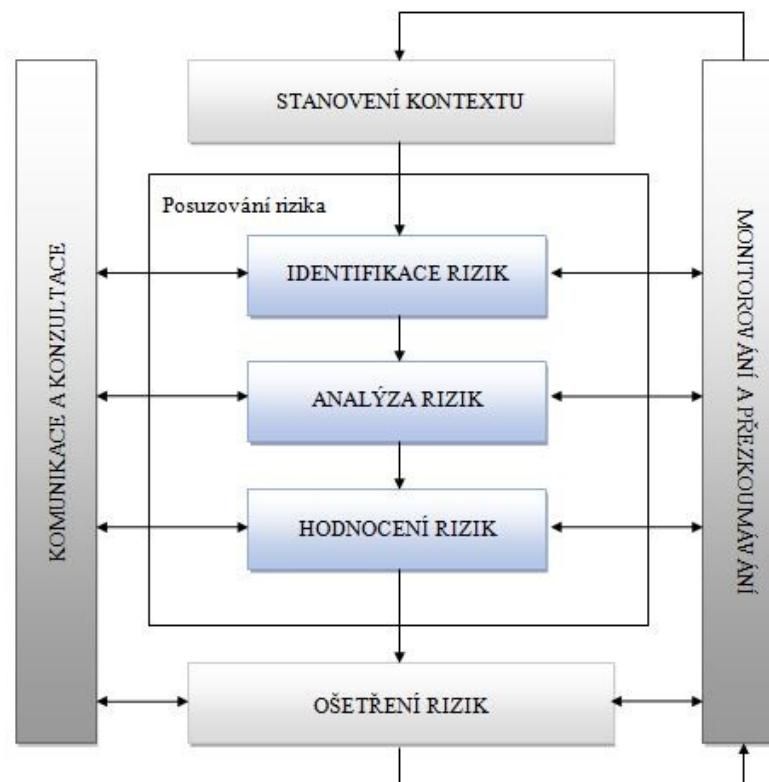 STANOVENÍ KONTEXTU
Posuzování rizika
IDENTIFIKACE RIZIK
ANALÝZA RIZIK
HODNOCENÍ RIZIK
OŠETŘENÍ RIZIK
KOMUNIKACE A KONZULTACE
MONITOROVÁNÍ A PŘEZKOUMÁVÁNÍ